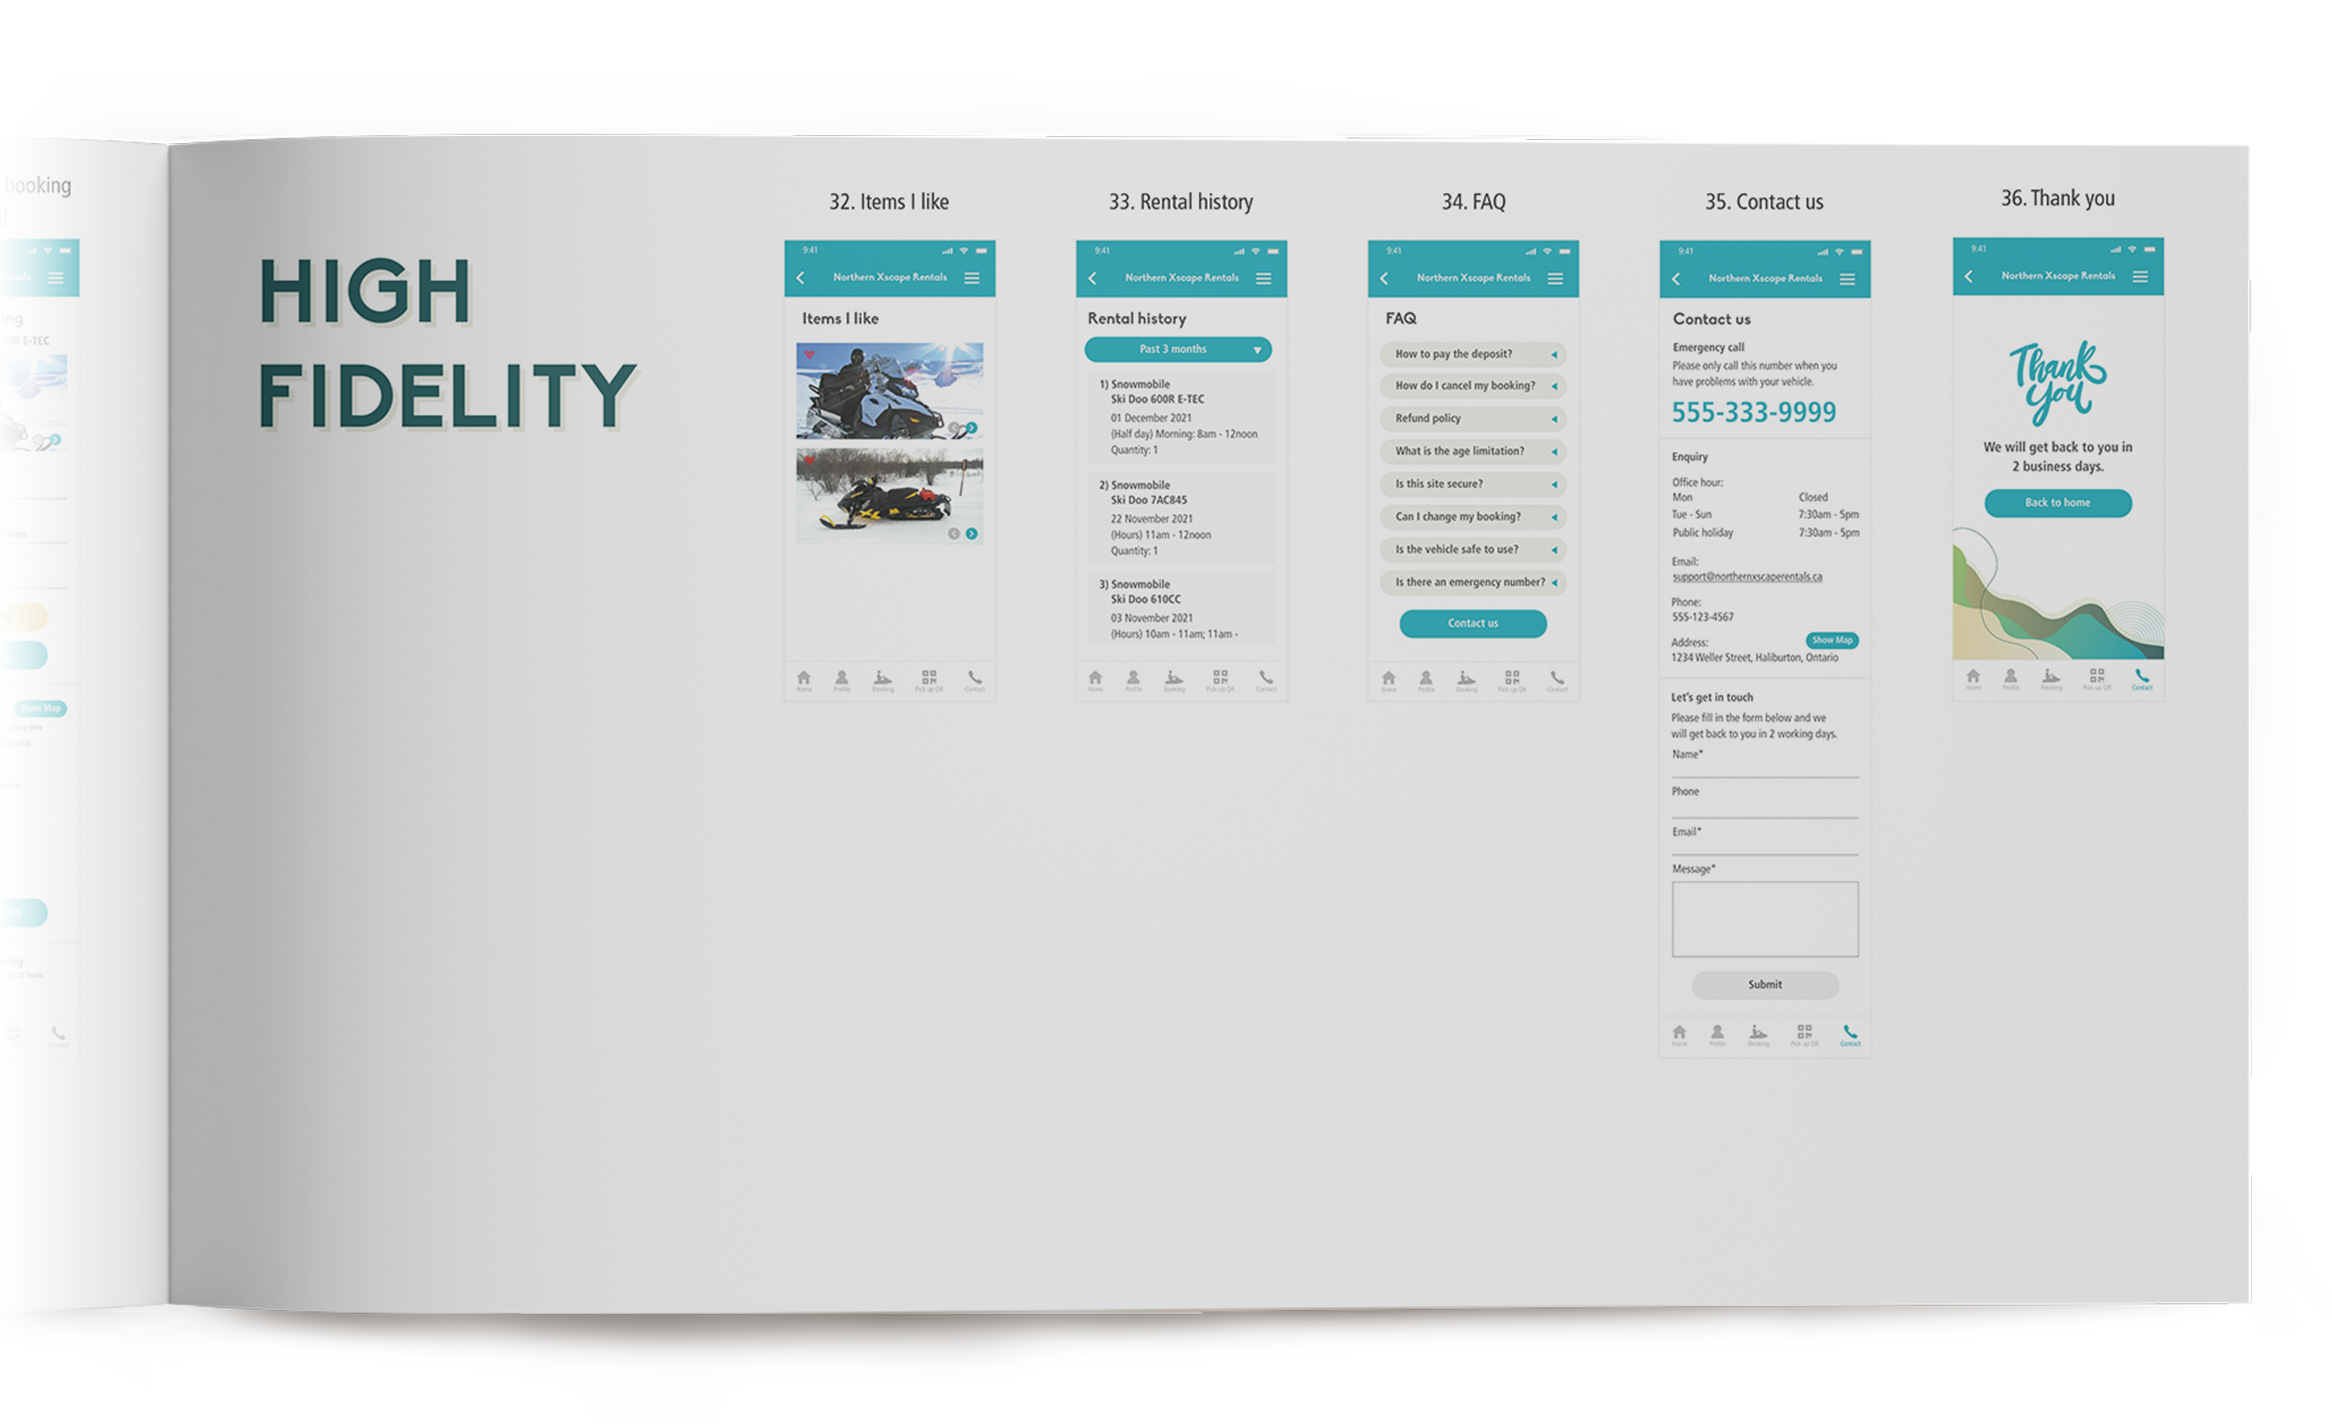 booking
Show Map
HIGH
FIDELITY
32. Items I like
9:41
Northern Xscape Rentals
Items I like
Home Profile Booking Pick up QR Contact
33. Rental history
9:41
Northern Xscape Rentals
Rental history
Past 3 months
1) Snowmobile
Ski Doo 600R E-TEC
01 December 2021
(Half day) Morning: 8am - 12noon
Quantity: 1
2) Snowmobile
Ski Doo 7AC845
22 November 2021
(Hours) 11am - 12noon
Quantity: 1
3) Snowmobile
Ski Doo 610CC
03 November 2021
(Hours) 10am - 11am; 11am -
Home Profile Booking Pick up QR Contact
34. FAQ
9:41
Northern Xscape Rentals
FAQ
How to pay the deposit?
How do I cancel my booking?
Refund policy
What is the age limitation?
Is this site secure?
Can I change my booking?
Is the vehicle safe to use?
Is there an emergency number?
Contact us
Home Profile Booking Pick up QR Contact
35. Contact us
9:41
Northern Xscape Rentals
Contact us
Emergency call
Please only call this number when you
have problems with your vehicle.
555-333-9999
Enquiry
Office hour:
Mon Closed
Tue - Sun 7:30am - 5pm
Public holiday 7:30am - 5pm
Email:
support@northernxscaperentals.ca
Phone:
555-123-4567
Address: Show Map
1234 Weller Street, Haliburton, Ontario
Let's get in touch
Please fill in the form below and we
will get back to you in 2 working days.
Name*
Phone
Email*
Message*
Submit
Home Profile Booking Pick up QR Contact
36. Thank you
9:41
Northern Xscape Rentals
Thank
You
We will get back to you in
2 business days.
Back to home
Home Profile Booking Pick up QR Contact